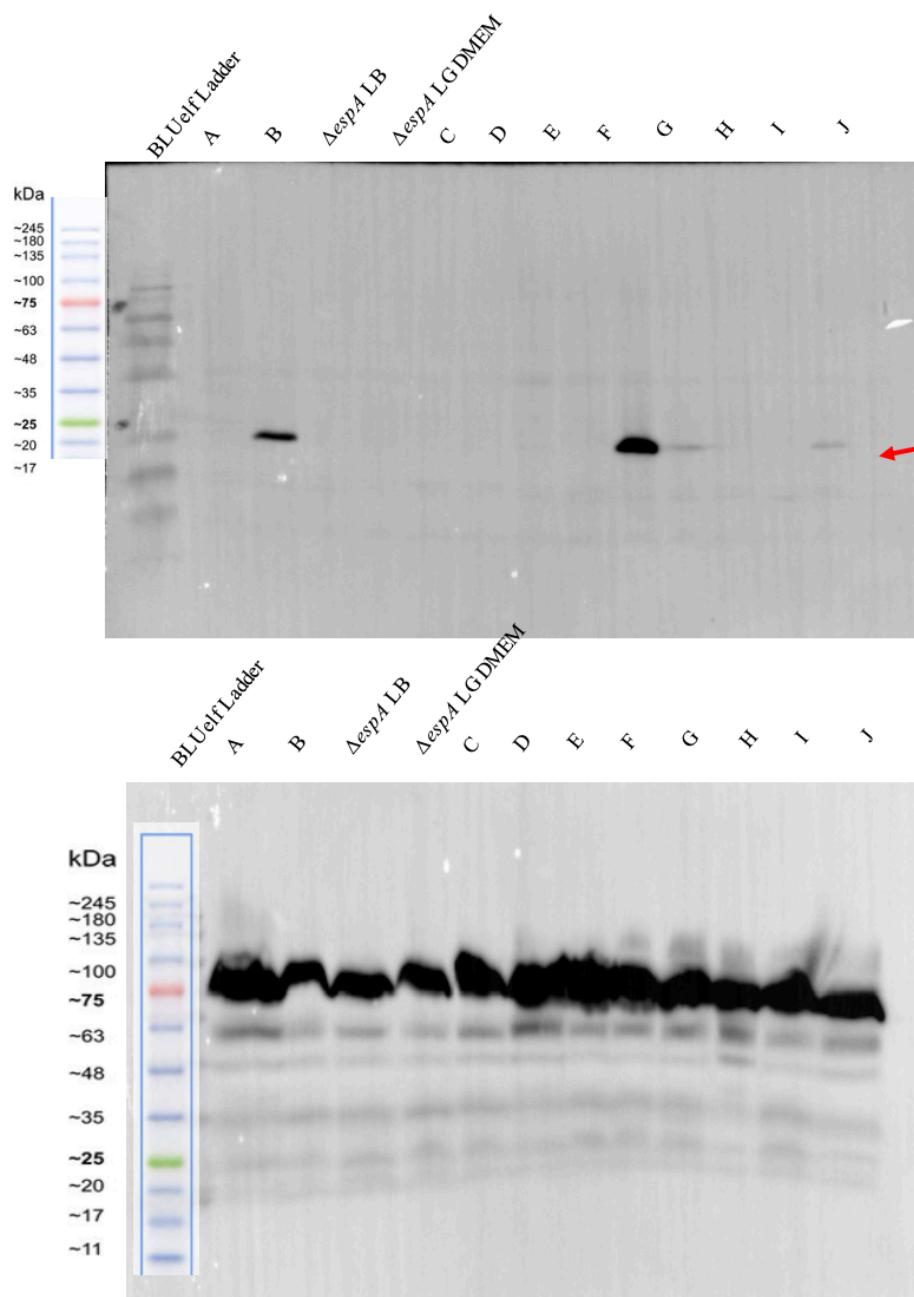 BLUelf Ladder
A
B
ΔespA LB
ΔespA LG DMEM
C
D
E
F
G
H
I
J
kDa
~245
~180
~135
~100
~75
~63
~48
~35
~25
~20
~17
BLUelf Ladder
A
B
ΔespA LB
ΔespA LG DMEM
C
D
E
F
G
H
I
J
kDa
~245
~180
~135
~100
~75
~63
~48
~35
~25
~20
~17
~11